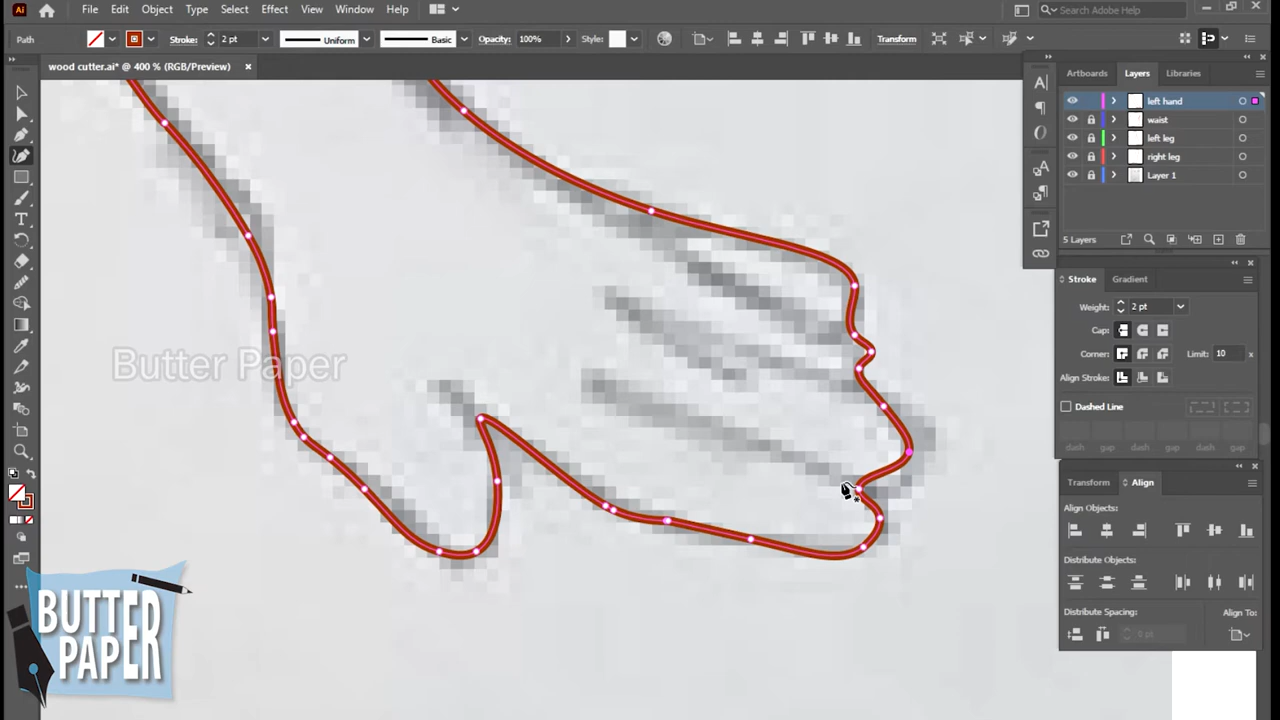 Ai File Edit Object Type Select Effect View Window Help Search Adobe Help
Path Stroke: 2 pt Uniform Basic Opacity: 100% Style: Transform
wood cutter.ai* @ 400 % (RGB/Preview) ×
Artboards Layers Libraries
left hand
waist
left leg
right leg
Layer 1
5 Layers
Stroke Gradient
Weight: 2 pt
Cap:
Corner: Limit: 10 x
Align Stroke:
Dashed Line
dash gap dash gap dash gap
Transform Align
Align Objects:
Distribute Objects:
Distribute Spacing: Align To:
0 pt
Butter Paper
BUTTER
PAPER